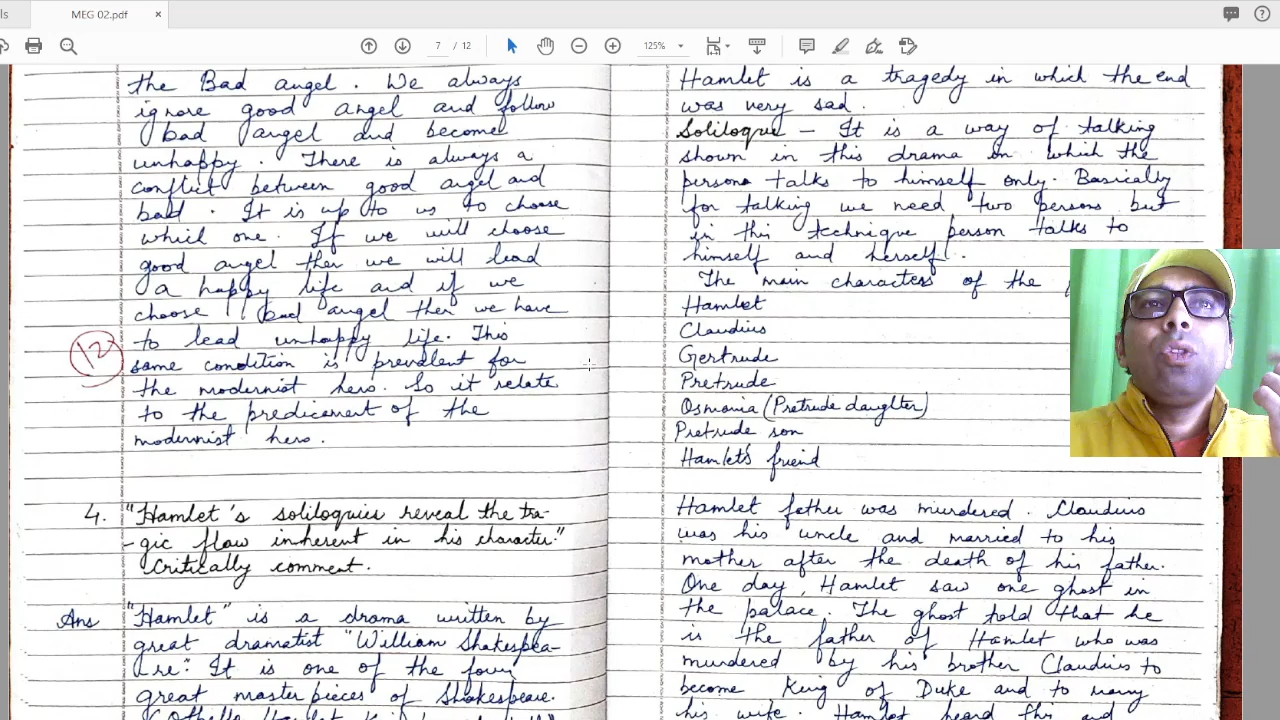 ls
MEG 02.pdf
7 / 12
125%
the Bad angel. We always
ignore good angel and follow
bad angel and become
unhappy. There is always a
conflict between good angel and
bad. It is up to us to choose
which one. If we will choose
good angel then we will lead
a happy life and if we
choose bad angel then we have
to lead unhappy life. This
12
same condition is prevalent for
the modernist hero. So it relate
to the predicament of the
modernist hero.
4. "Hamlet's soliloquies reveal the tra-
-gic flaw inherent in his character."
Critically comment.
Ans "Hamlet" is a drama written by
great dramatist "William Shakespea-
re". It is one of the four
great master pieces of Shakespeare.
Hamlet is a tragedy in which the end
was very sad.
Soliloque - It is a way of talking
shown in this drama on which the
person talks to himself only. Basically
for talking we need two persons but
in this technique person talks to
himself and herself.
The main characters of the
Hamlet
Claudius
Gertrude
Pretrude
Osmania (Pretrude daughter)
Pretrude son
Hamlet's friend
Hamlet father was murdered. Claudius
was his uncle and married to his
mother after the death of his father.
One day, Hamlet saw one ghost in
the palace. The ghost told that he
is the father of Hamlet who was
murdered by his brother Claudius to
become King of Duke and to marry
his wife. Hamlet heard this and